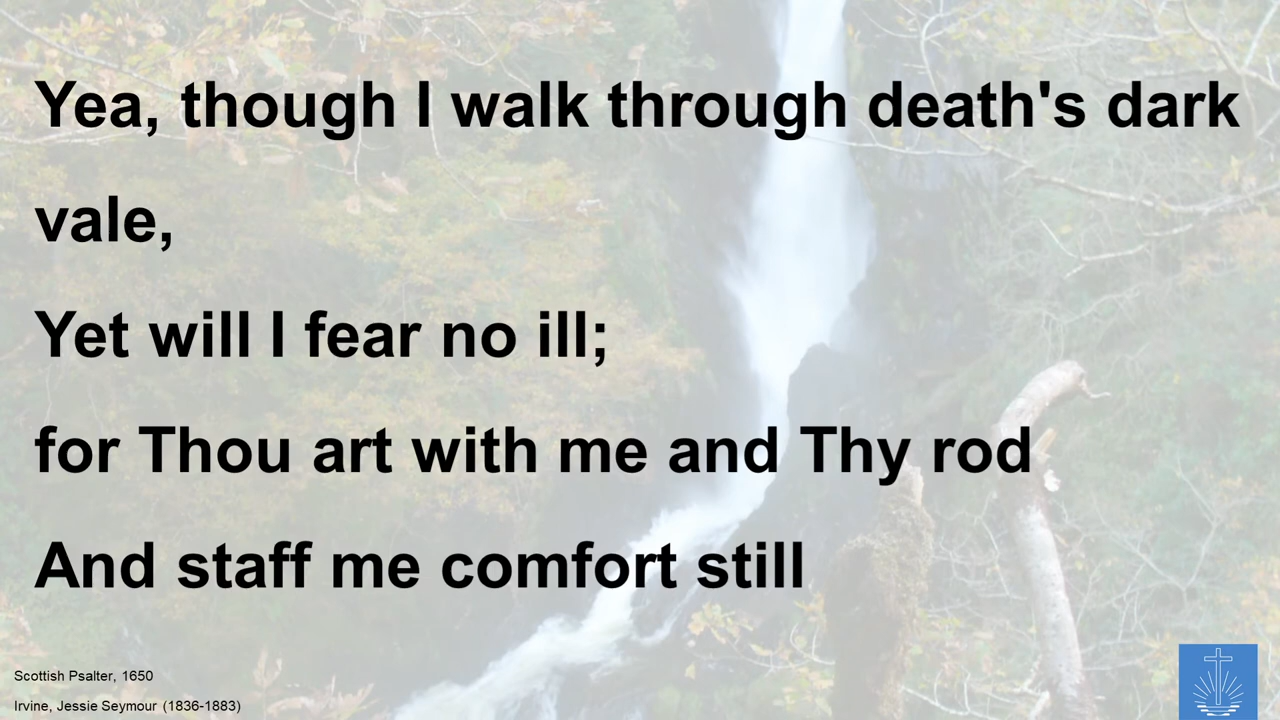 Yea, though I walk through death's dark
vale,
Yet will I fear no ill;
for Thou art with me and Thy rod
And staff me comfort still
Scottish Psalter, 1650
Irvine, Jessie Seymour (1836-1883)